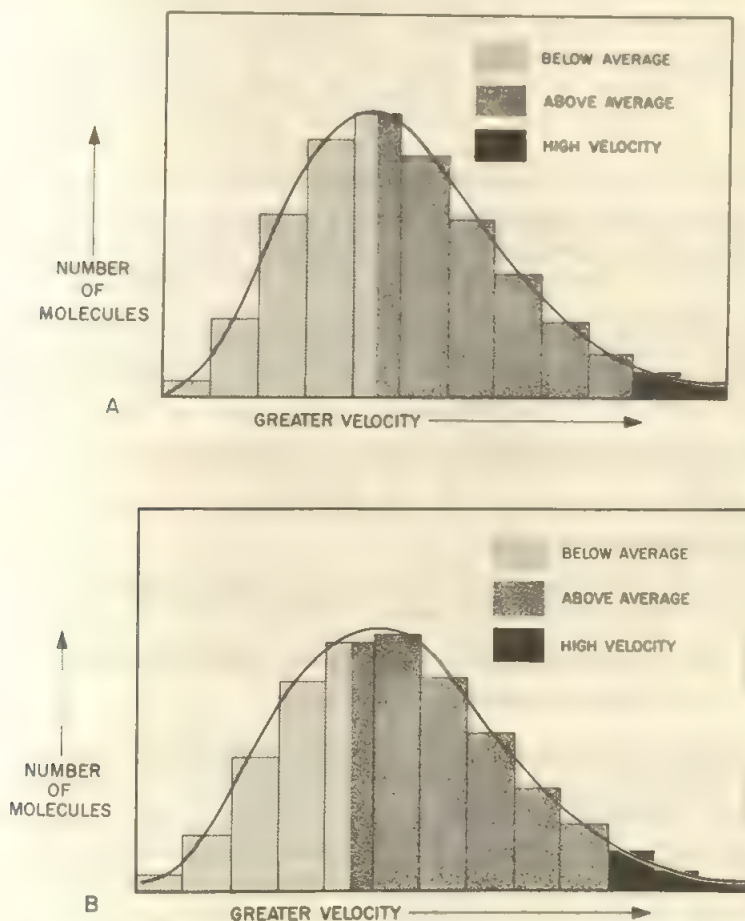 BELOW AVERAGE
ABOVE AVERAGE
HIGH VELOCITY
NUMBER
OF
MOLECULES
A
GREATER VELOCITY
BELOW AVERAGE
ABOVE AVERAGE
HIGH VELOCITY
NUMBER
OF
MOLECULES
B
GREATER VELOCITY